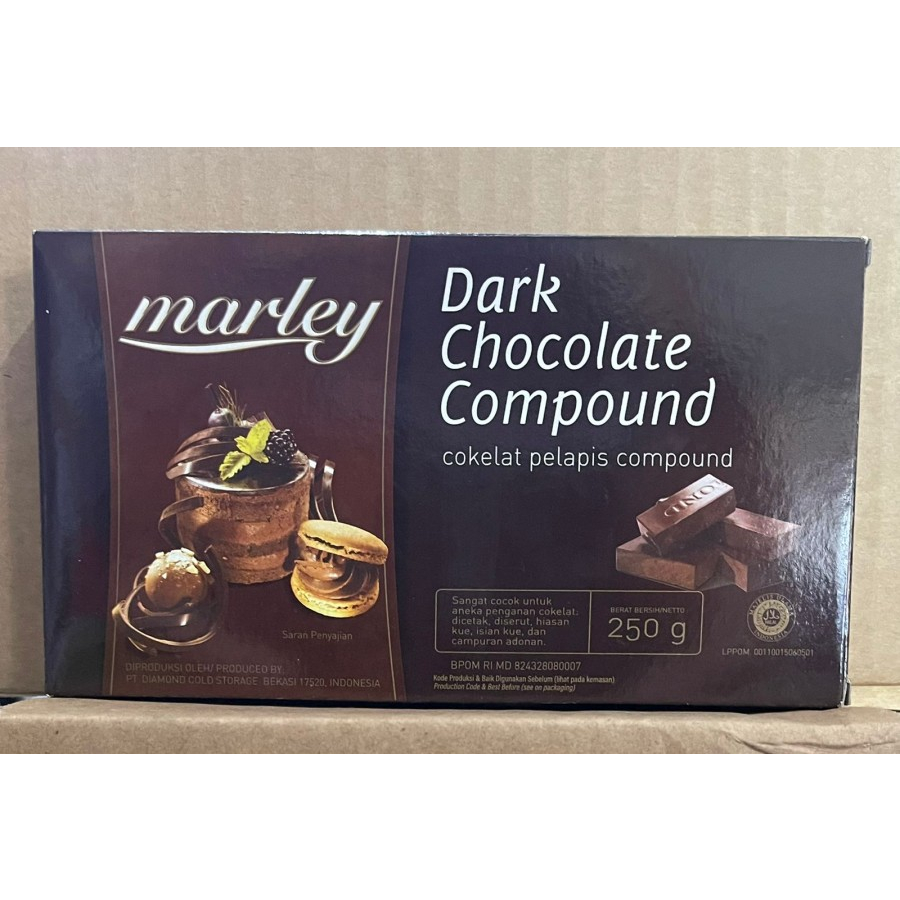 marley
Dark
Chocolate
Compound
cokelat pelapis compound
Saran Penyajian
DIPRODUKSI OLEH/ PRODUCED BY:
PT. DIAMOND COLD STORAGE BEKASI 17520, INDONESIA
Sangat cocok untuk
aneka penganan cokelat:
dicetak, diserut, hiasan
kue, isian kue, dan
campuran adonan.
BERAT BERSIH/NETTO
250 g
BPOM RI MD 824328080007
Kode Produksi & Baik Digunakan Sebelum (lihat pada kemasan)
Production Code & Best Before (see on packaging)
INDONESIA
LPPOM 00110015060501